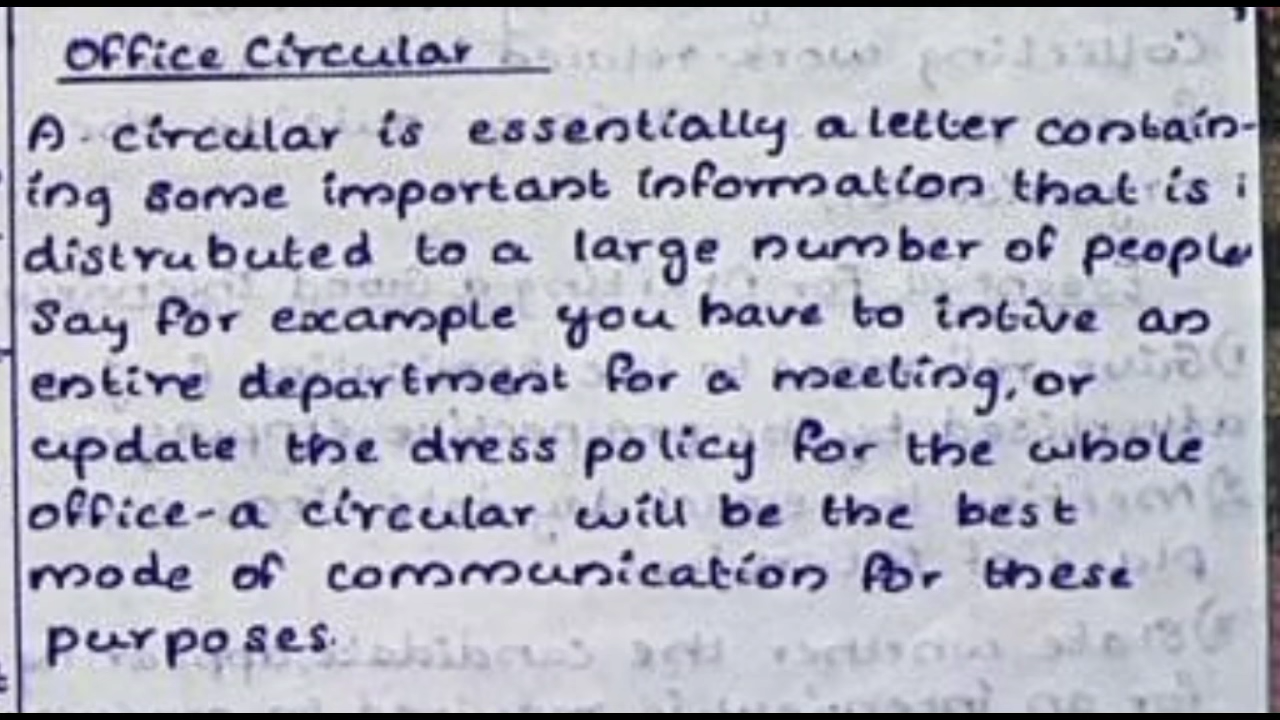 Office Circular
A circular is essentially a letter contain-
ing some important information that is
distrubuted to a large number of people
Say for example you have to intive an
entire department for a meeting, or
update the dress policy for the whole
office-a circular will be the best
mode of communication for these
purposes.